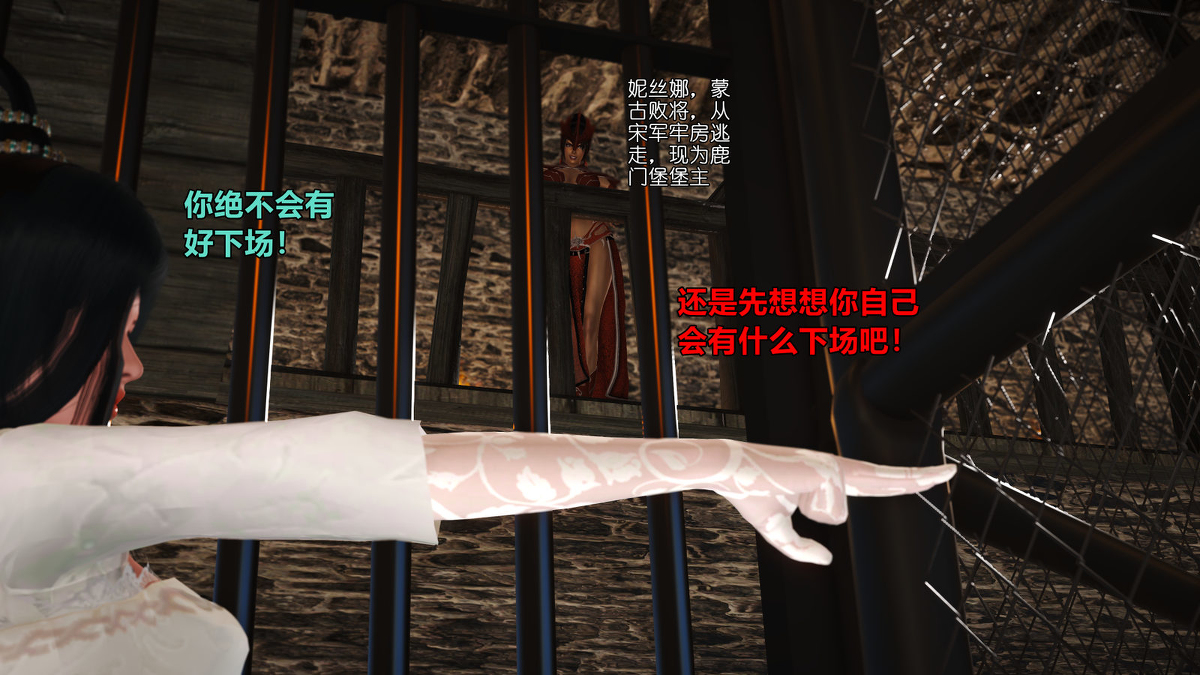 妮丝娜，蒙
古败将，从
宋军牢房逃
走，现为鹿
门堡堡主
你绝不会有
好下场！
还是先想想你自己
会有什么下场吧！